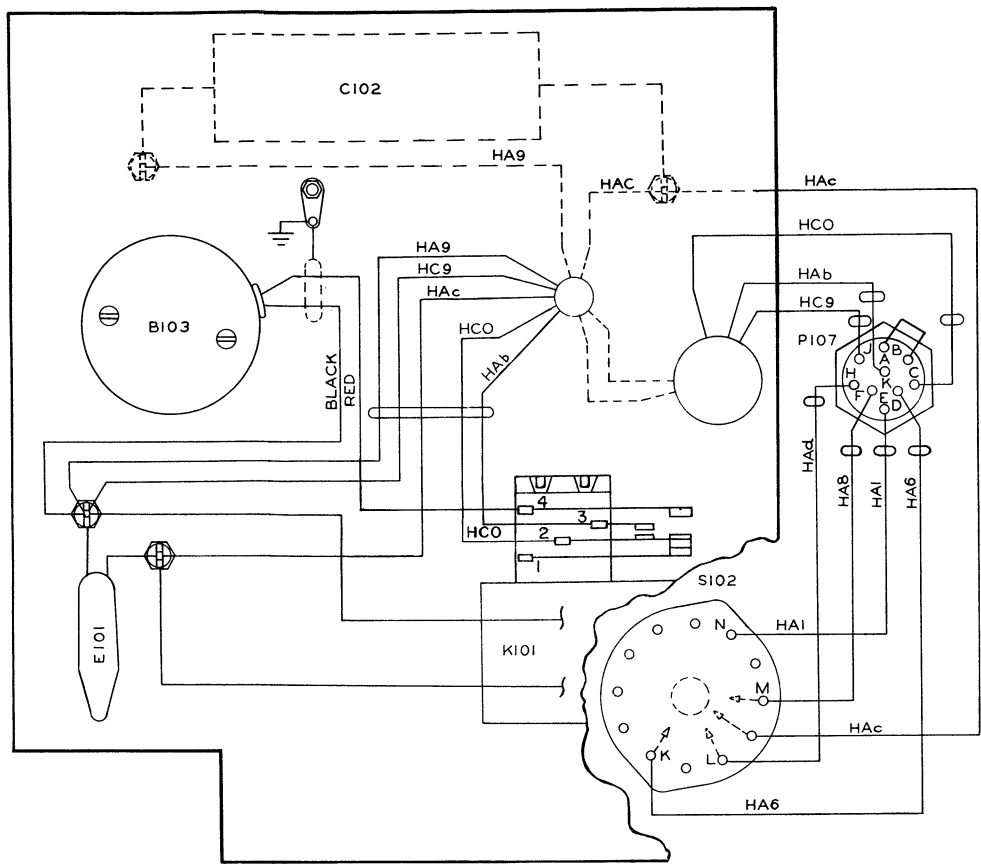 C102
HA9
HAC
HAc
HCO
HA9
HC9
HAc
HAb
HC9
B103
P107
HCO
HAb
J
A
B
H
K
C
F
E
D
BLACK
RED
HAd
HA8
HA1
HA6
4
3
HCO
2
1
S102
E101
K101
N
HA1
M
HAc
K
L
HA6